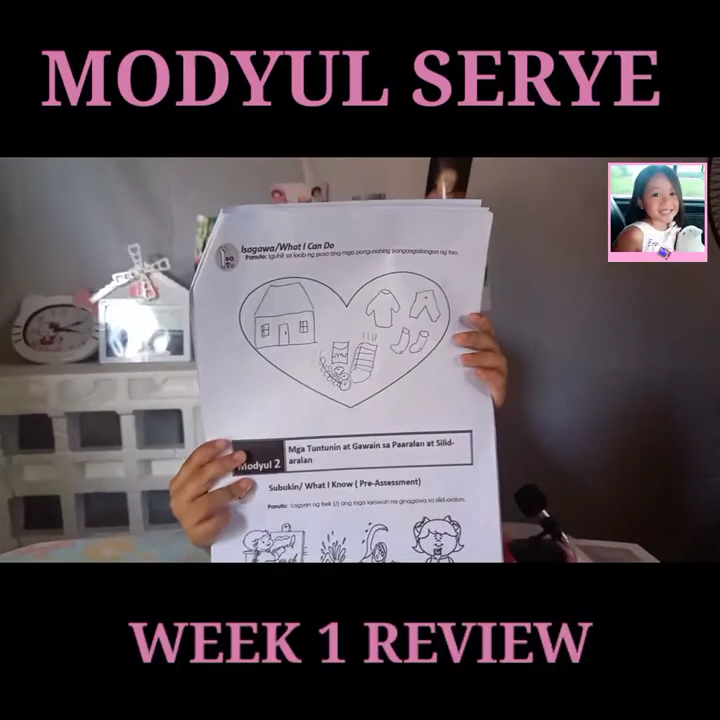 MODYUL SERYE
Isagawa/What I Can Do
Panuto: Iguhit sa loob ng puso ang mga pangunahing pangangailangan ng tao.
Mga Tuntunin at Gawain sa Paaralan at Silid-
aralan
Modyul 2
Subukin/ What I Know ( Pre-Assessment)
Panuto: Lagyan ng tsek (/) ang mga larawan na ginagawa sa silid-aralan.
WEEK 1 REVIEW